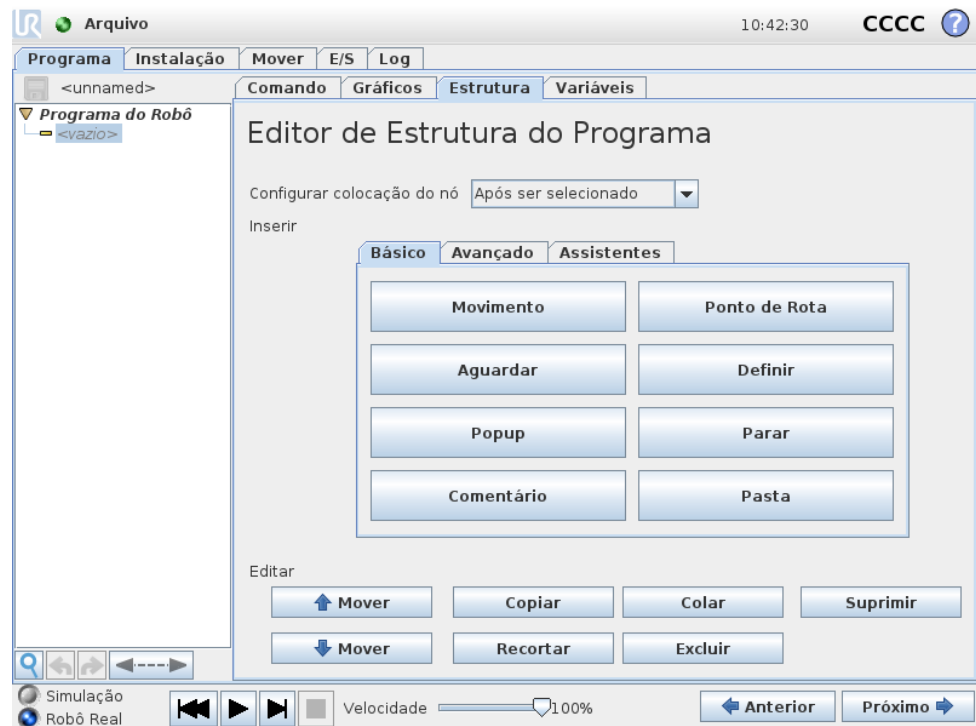 UR Arquivo 10:42:30 CCCC ?
Programa Instalação Mover E/S Log
<unnamed> Comando Gráficos Estrutura Variáveis
Programa do Robô
<vazio>
Editor de Estrutura do Programa
Configurar colocação do nó Após ser selecionado
Inserir
Básico Avançado Assistentes
Movimento Ponto de Rota
Aguardar Definir
Popup Parar
Comentário Pasta
Editar
Mover Copiar Colar Suprimir
Mover Recortar Excluir
Simulação
Robô Real
Velocidade 100% Anterior Próximo